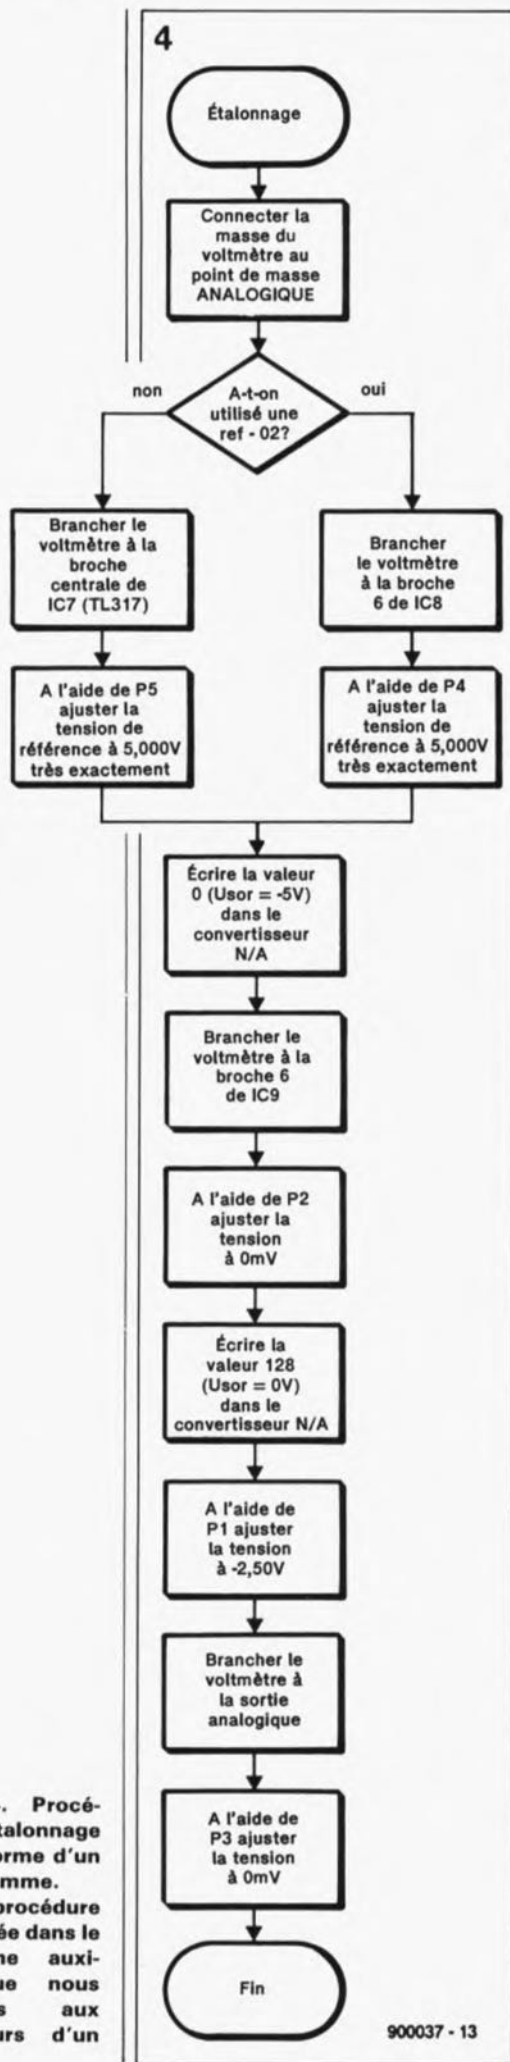 4
Étalonnage
Connecter la
masse du
voltmètre au
point de masse
ANALOGIQUE
non
A-t-on
utilisé une
ref - 02?
oui
Brancher le
voltmètre à la
broche
centrale de
IC7 (TL317)
Brancher
le voltmètre
à la broche
6 de IC8
A l'aide de P5
ajuster la
tension de
référence à 5,000V
très exactement
A l'aide de P4
ajuster la
tension de
référence à 5,000V
très exactement
Écrire la valeur
0 (Usor = -5V)
dans le
convertisseur
N/A
Brancher le
voltmètre à la
broche 6
de IC9
A l'aide de P2
ajuster la
tension
à 0mV
Écrire la
valeur 128
(Usor = 0V)
dans le
convertisseur N/A
A l'aide de
P1 ajuster
la tension
à -2,50V
Brancher le
voltmètre à
la sortie
analogique
A l'aide de
P3 ajuster
la tension
à 0mV
Fin
. Procé-
talonnage
orme d'un
mme.
procédure
ée dans le
ne auxi-
ue nous
s aux
urs d'un
900037 - 13